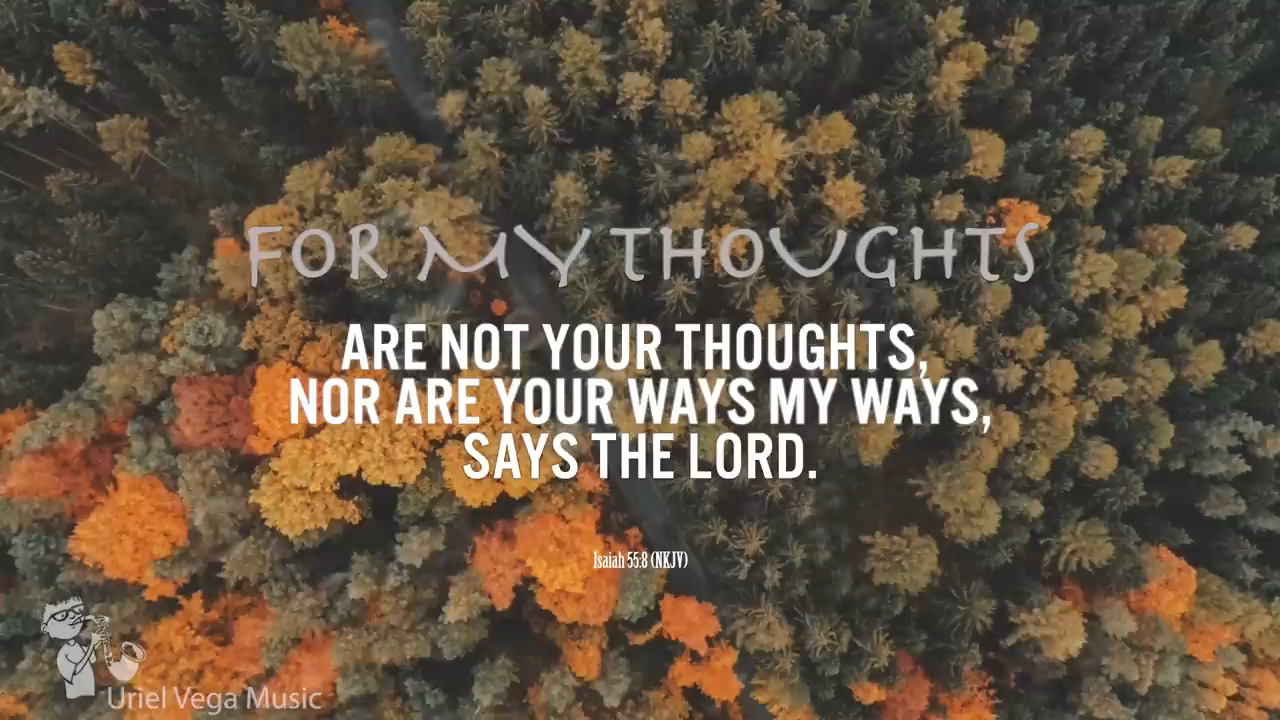 FOR MY THOUGHTS
ARE NOT YOUR THOUGHTS,
NOR ARE YOUR WAYS MY WAYS,
SAYS THE LORD.
Isaiah 55:8 (NKJV)
Uriel Vega Music